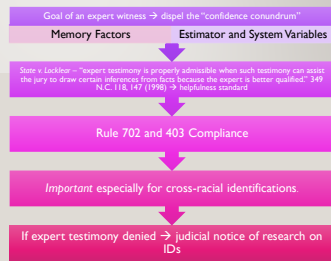 Goal of an expert witness → dispel the “confidence conundrum”
Memory Factors
Estimator and System Variables
State v. Locklear – “expert testimony is properly admissible when such testimony can assist
the jury to draw certain inferences from facts because the expert is better qualified.” 349
N.C. 118, 147 (1998) → helpfulness standard
Rule 702 and 403 Compliance
Important especially for cross-racial identifications.
If expert testimony denied → judicial notice of research on
IDs